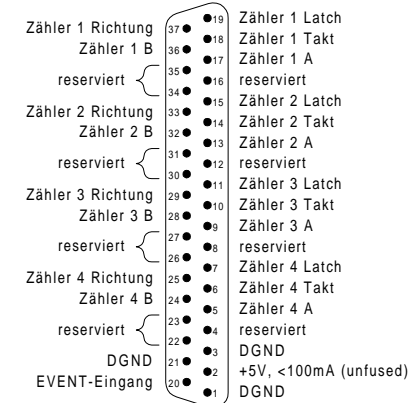 Zähler 1 Richtung 37
Zähler 1 B 36
reserviert 35
34
Zähler 2 Richtung 33
Zähler 2 B 32
reserviert 31
30
Zähler 3 Richtung 29
Zähler 3 B 28
reserviert 27
26
Zähler 4 Richtung 25
Zähler 4 B 24
reserviert 23
22
DGND 21
EVENT-Eingang 20
19 Zähler 1 Latch
18 Zähler 1 Takt
17 Zähler 1 A
16 reserviert
15 Zähler 2 Latch
14 Zähler 2 Takt
13 Zähler 2 A
12 reserviert
11 Zähler 3 Latch
10 Zähler 3 Takt
9 Zähler 3 A
8 reserviert
7 Zähler 4 Latch
6 Zähler 4 Takt
5 Zähler 4 A
4 reserviert
3 DGND
2 +5V, <100mA (unfused)
1 DGND